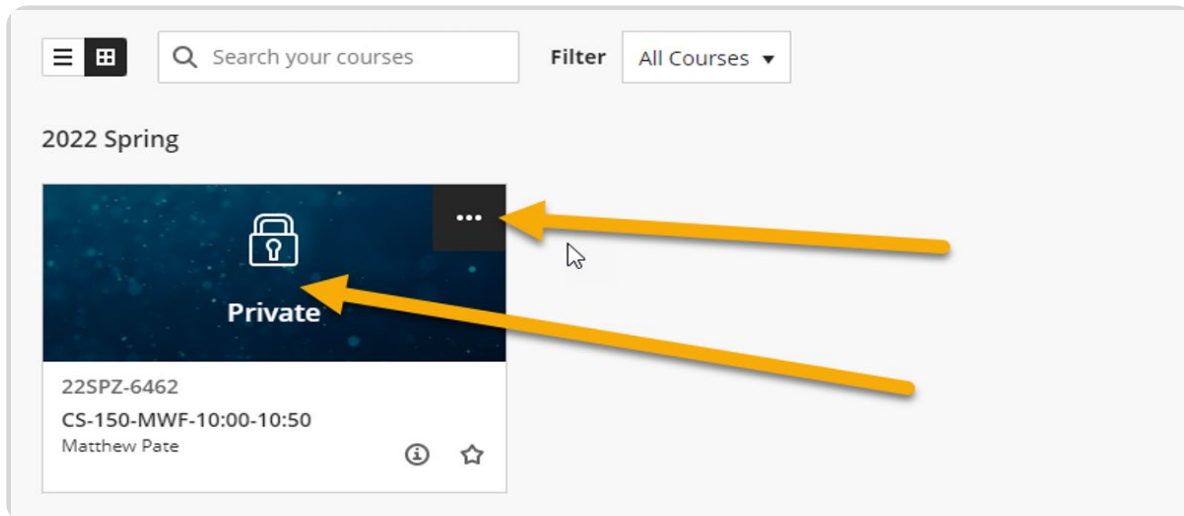 Search your courses
Filter All Courses
2022 Spring
Private
22SPZ-6462
CS-150-MWF-10:00-10:50
Matthew Pate